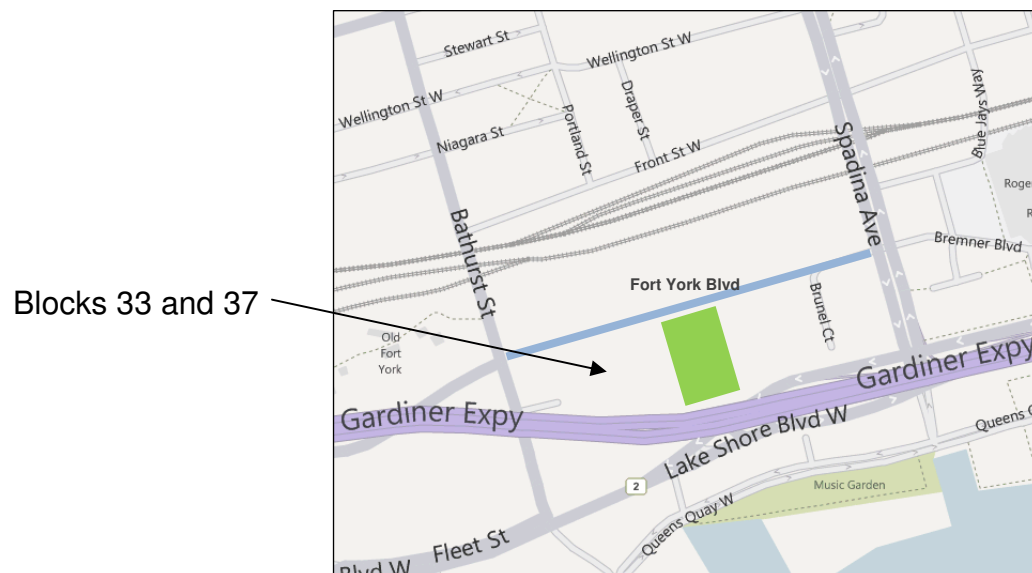 Stewart St
Wellington St W
Wellington St W
Blue Jays Way
Draper St
Portland St
Niagara St
Front St W
Spadina Ave
Bathurst St
Bremner Blvd
Fort York Blvd
Brunel Ct
Blocks 33 and 37
Old
Fort
York
Gardiner Expy
Gardiner Expy
Lake Shore Blvd W
2
Music Garden
Queens Quay W
Fleet St
Blvd W